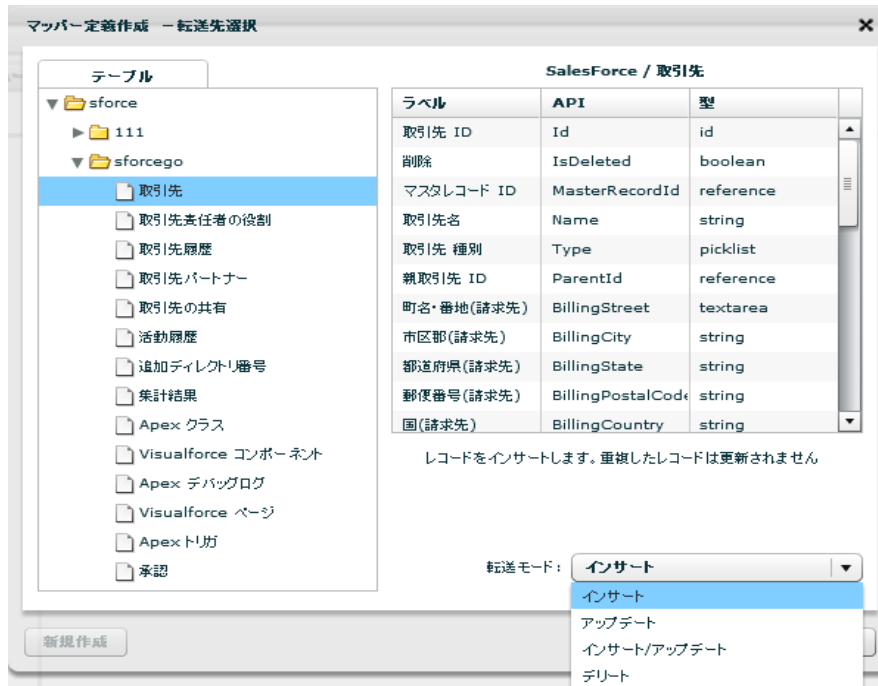 マッパー定義作成 －転送先選択
テーブル
sforce
111
sforcego
取引先
取引先責任者の役割
取引先履歴
取引先パートナー
取引先の共有
活動履歴
追加ディレクトリ番号
集計結果
Apex クラス
Visualforce コンポーネント
Apex デバッグログ
Visualforce ページ
Apex トリガ
承認
SalesForce / 取引先
ラベル API 型
取引先 ID Id id
削除 IsDeleted boolean
マスタレコード ID MasterRecordId reference
取引先名 Name string
取引先 種別 Type picklist
親取引先 ID ParentId reference
町名・番地(請求先) BillingStreet textarea
市区郡(請求先) BillingCity string
都道府県(請求先) BillingState string
郵便番号(請求先) BillingPostalCode string
国(請求先) BillingCountry string
レコードをインサートします。重複したレコードは更新されません
転送モード： インサート
インサート
アップデート
インサート/アップデート
デリート
新規作成